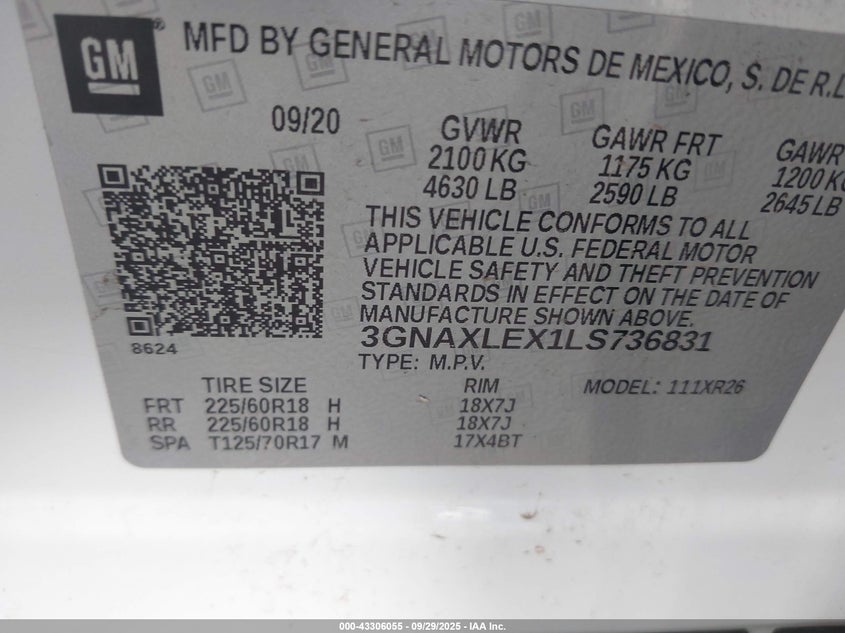 GM
MFD BY GENERAL MOTORS DE MEXICO, S. DE R.L
09/20
GVWR GAWR FRT GAWR
2100 KG 1175 KG 1200 KG
4630 LB 2590 LB 2645 LB
THIS VEHICLE CONFORMS TO ALL
APPLICABLE U.S. FEDERAL MOTOR
VEHICLE SAFETY AND THEFT PREVENTION
STANDARDS IN EFFECT ON THE DATE OF
MANUFACTURE SHOWN ABOVE.
8624
3GNAXLEX1LS736831
TYPE: M.P.V.
TIRE SIZE RIM MODEL: 111XR26
FRT 225/60R18 H 18X7J
RR 225/60R18 H 18X7J
SPA T125/70R17 M 17X4BT
000-43306055 - 09/29/2025 - IAA Inc.